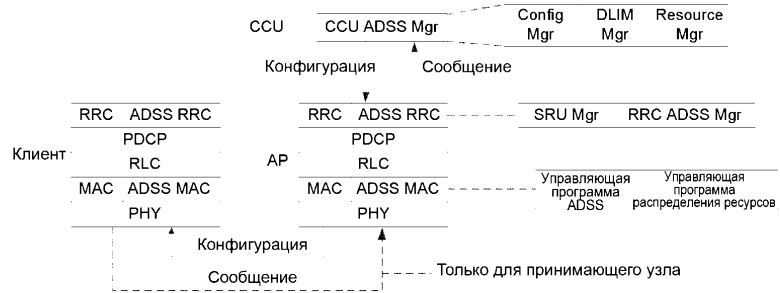 CCU CCU ADSS Mgr Config Mgr DLIM Mgr Resource Mgr
Конфигурация Сообщение
Клиент
RRC ADSS RRC
PDCP
RLC
MAC ADSS MAC
PHY
AP
RRC ADSS RRC
PDCP
RLC
MAC ADSS MAC
PHY
SRU Mgr RRC ADSS Mgr
Управляющая
программа
ADSS
Управляющая
программа
распределения ресурсов
Конфигурация
Сообщение
Только для принимающего узла